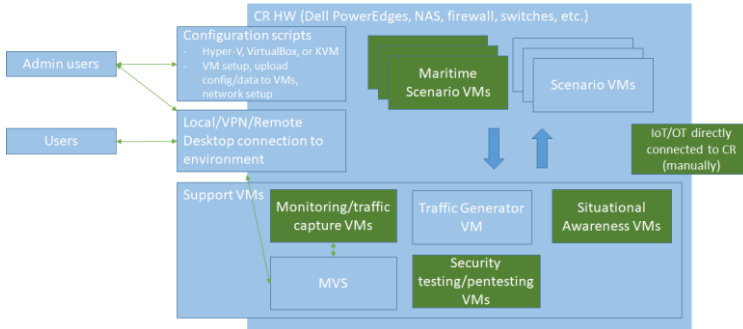 CR HW (Dell PowerEdges, NAS, firewall, switches, etc.)
Configuration scripts
- Hyper-V, VirtualBox, or KVM
- VM setup, upload
config/data to VMs,
network setup
Admin users
Maritime
Scenario VMs
Scenario VMs
Local/VPN/Remote
Desktop connection to
environment
Users
IoT/OT directly
connected to CR
(manually)
Support VMs
Monitoring/traffic
capture VMs
Traffic Generator
VM
Situational
Awareness VMs
MVS
Security
testing/pentesting
VMs